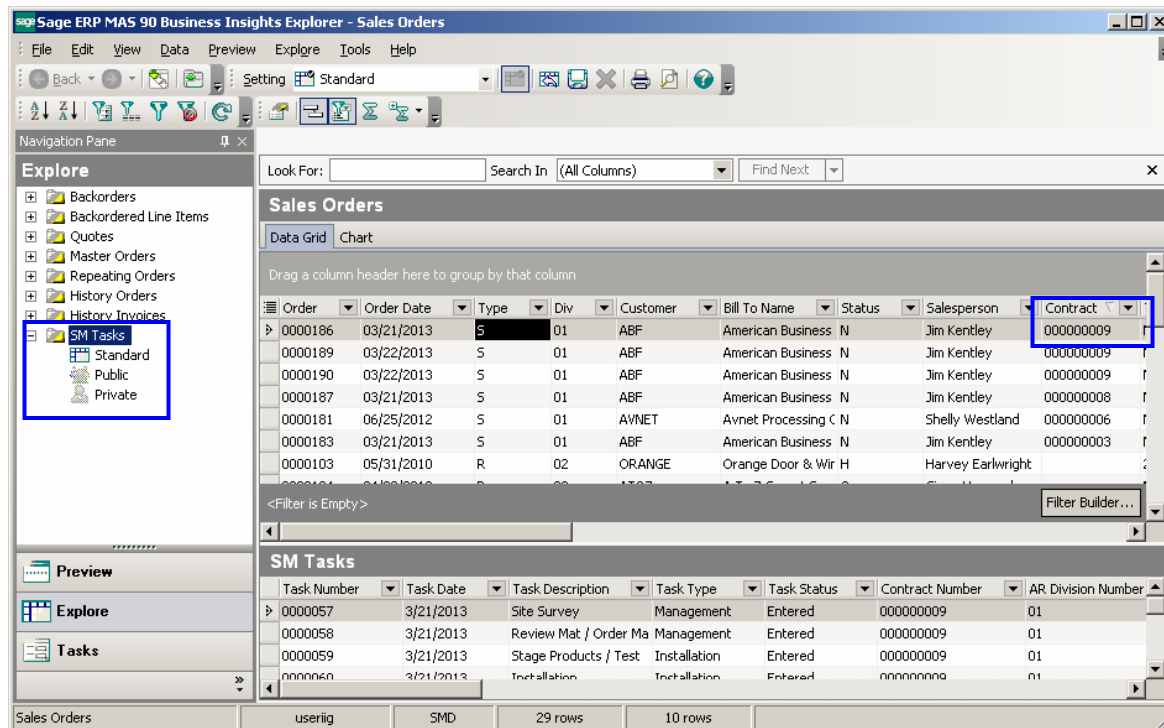 sage Sage ERP MAS 90 Business Insights Explorer - Sales Orders
File Edit View Data Preview Explore Tools Help
Back Setting Standard
Navigation Pane
Explore
Backorders
Backordered Line Items
Quotes
Master Orders
Repeating Orders
History Orders
History Invoices
SM Tasks
Standard
Public
Private
Preview
Explore
Tasks
Look For: Search In (All Columns) Find Next
Sales Orders
Data Grid Chart
Drag a column header here to group by that column
Order Order Date Type Div Customer Bill To Name Status Salesperson Contract
0000186 03/21/2013 S 01 ABF American Business N Jim Kentley 000000009
0000189 03/22/2013 S 01 ABF American Business N Jim Kentley 000000009
0000190 03/22/2013 S 01 ABF American Business N Jim Kentley 000000009
0000187 03/21/2013 S 01 ABF American Business N Jim Kentley 000000008
0000181 06/25/2012 S 01 AVNET Avnet Processing C N Shelly Westland 000000006
0000183 03/21/2013 S 01 ABF American Business N Jim Kentley 000000003
0000103 05/31/2010 R 02 ORANGE Orange Door & Wir H Harvey Earlwright
<Filter is Empty> Filter Builder...
SM Tasks
Task Number Task Date Task Description Task Type Task Status Contract Number AR Division Number
0000057 3/21/2013 Site Survey Management Entered 000000009 01
0000058 3/21/2013 Review Mat / Order Ma Management Entered 000000009 01
0000059 3/21/2013 Stage Products / Test Installation Entered 000000009 01
0000060 3/21/2013 Installation Installation Entered 000000009 01
Sales Orders useriig SMD 29 rows 10 rows